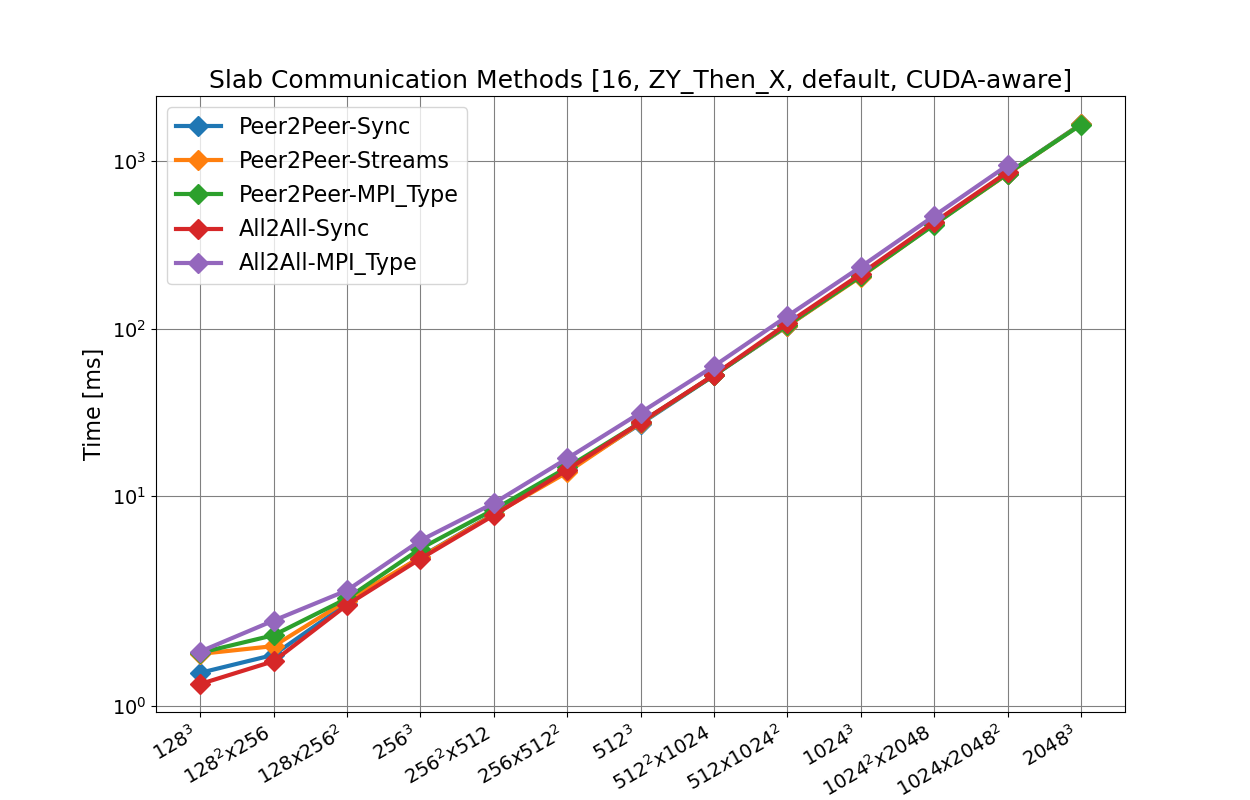 Slab Communication Methods [16, ZY_Then_X, default, CUDA-aware]
Peer2Peer-Sync
Peer2Peer-Streams
Peer2Peer-MPI_Type
All2All-Sync
All2All-MPI_Type
Time [ms]
10³
10²
10¹
10⁰
128³
128²x256
128x256²
256³
256²x512
256x512²
512³
512²x1024
512x1024²
1024³
1024²x2048
1024x2048²
2048³